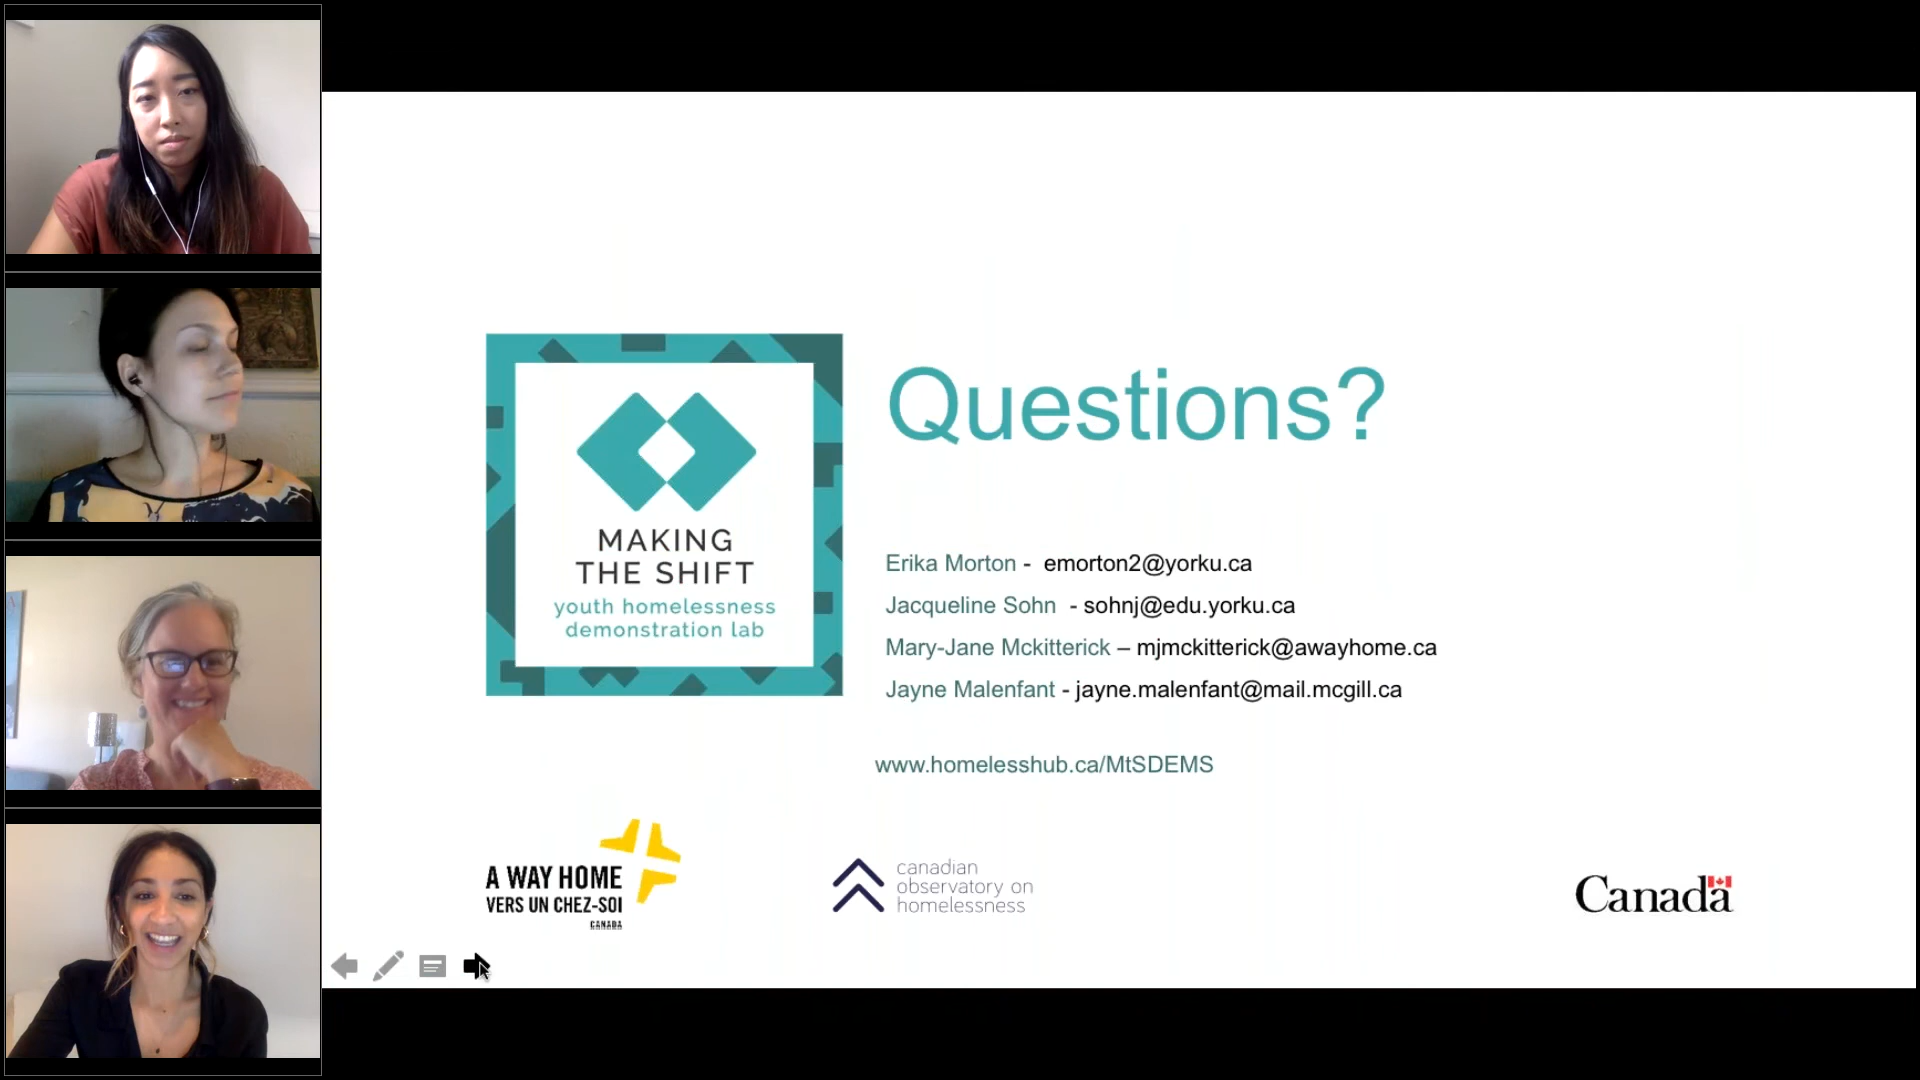 MAKING
THE SHIFT
youth homelessness
demonstration lab
Questions?
Erika Morton - emorton2@yorku.ca
Jacqueline Sohn - sohnj@edu.yorku.ca
Mary-Jane Mckitterick – mjmckitterick@awayhome.ca
Jayne Malenfant - jayne.malenfant@mail.mcgill.ca
www.homelesshub.ca/MtSDEMS
A WAY HOME
VERS UN CHEZ-SOI
CANADA
canadian
observatory on
homelessness
Canada